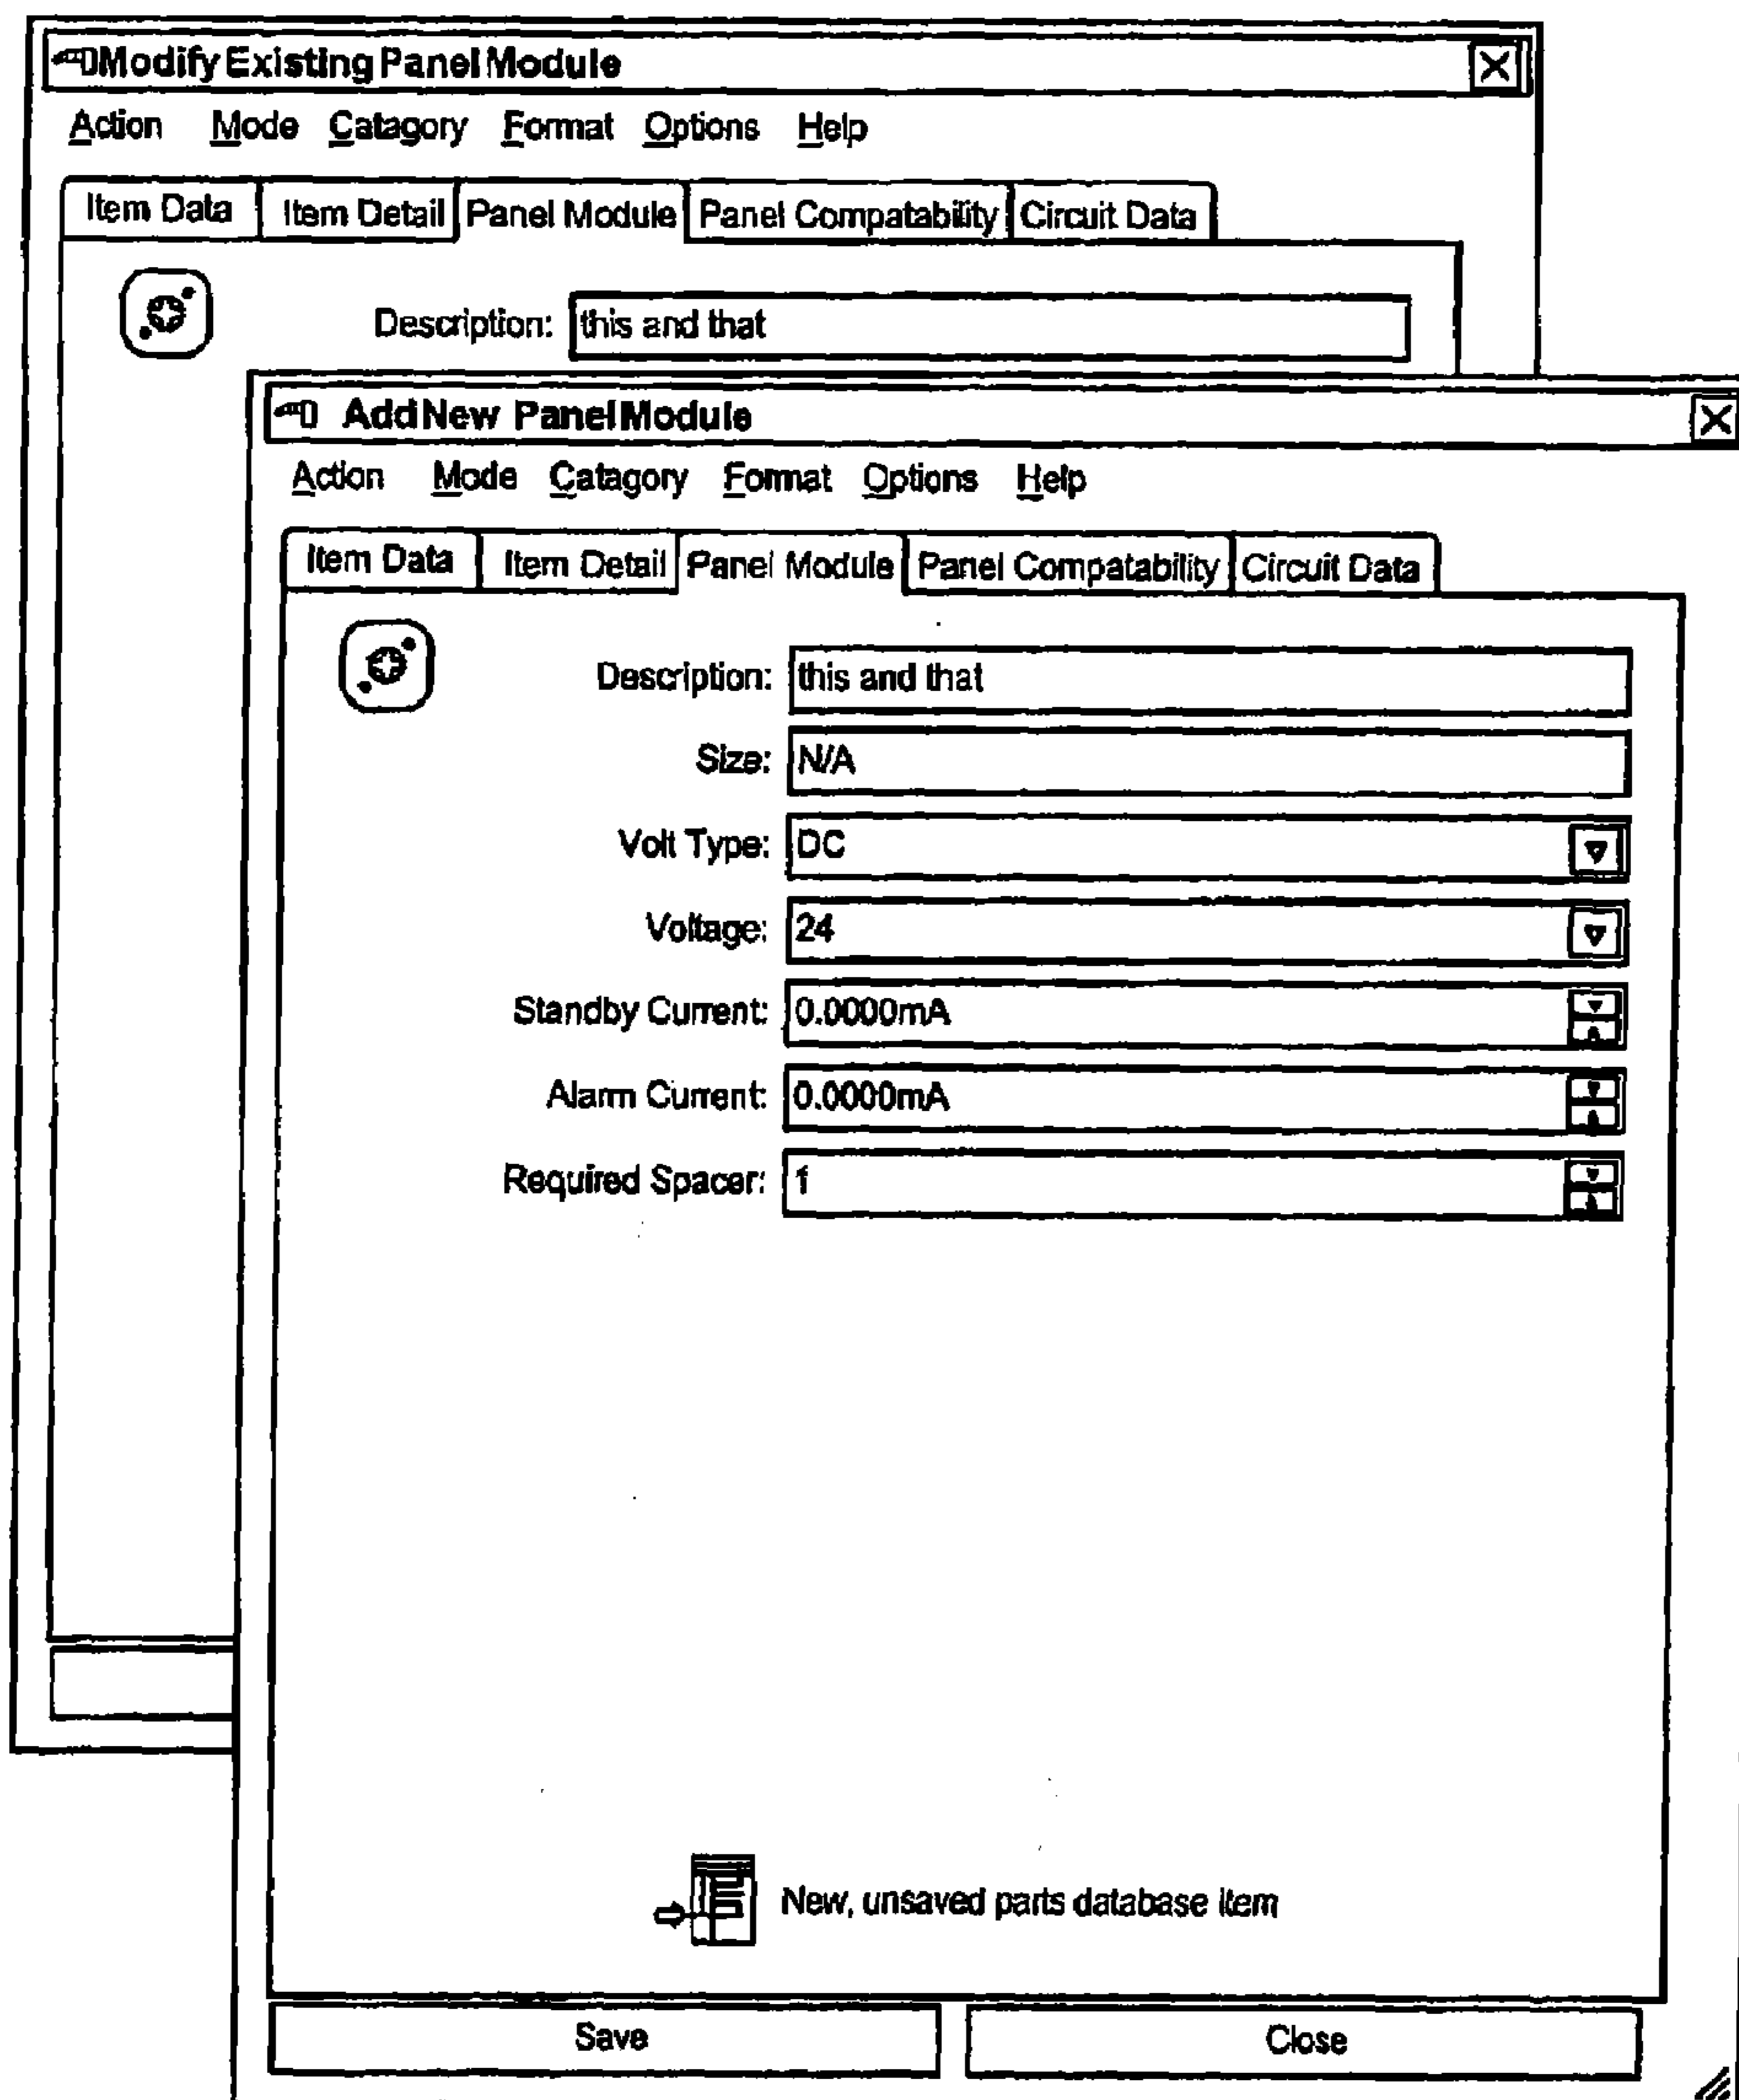 Modify Existing Panel Module
Action Mode Catagory Format Options Help
Item Data Item Detail Panel Module Panel Compatability Circuit Data
Description: this and that
Add New Panel Module
Action Mode Catagory Format Options Help
Item Data Item Detail Panel Module Panel Compatability Circuit Data
Description: this and that
Size: N/A
Volt Type: DC
Voltage: 24
Standby Current: 0.0000mA
Alarm Current: 0.0000mA
Required Spacer: 1
New, unsaved parts database item
Save Close